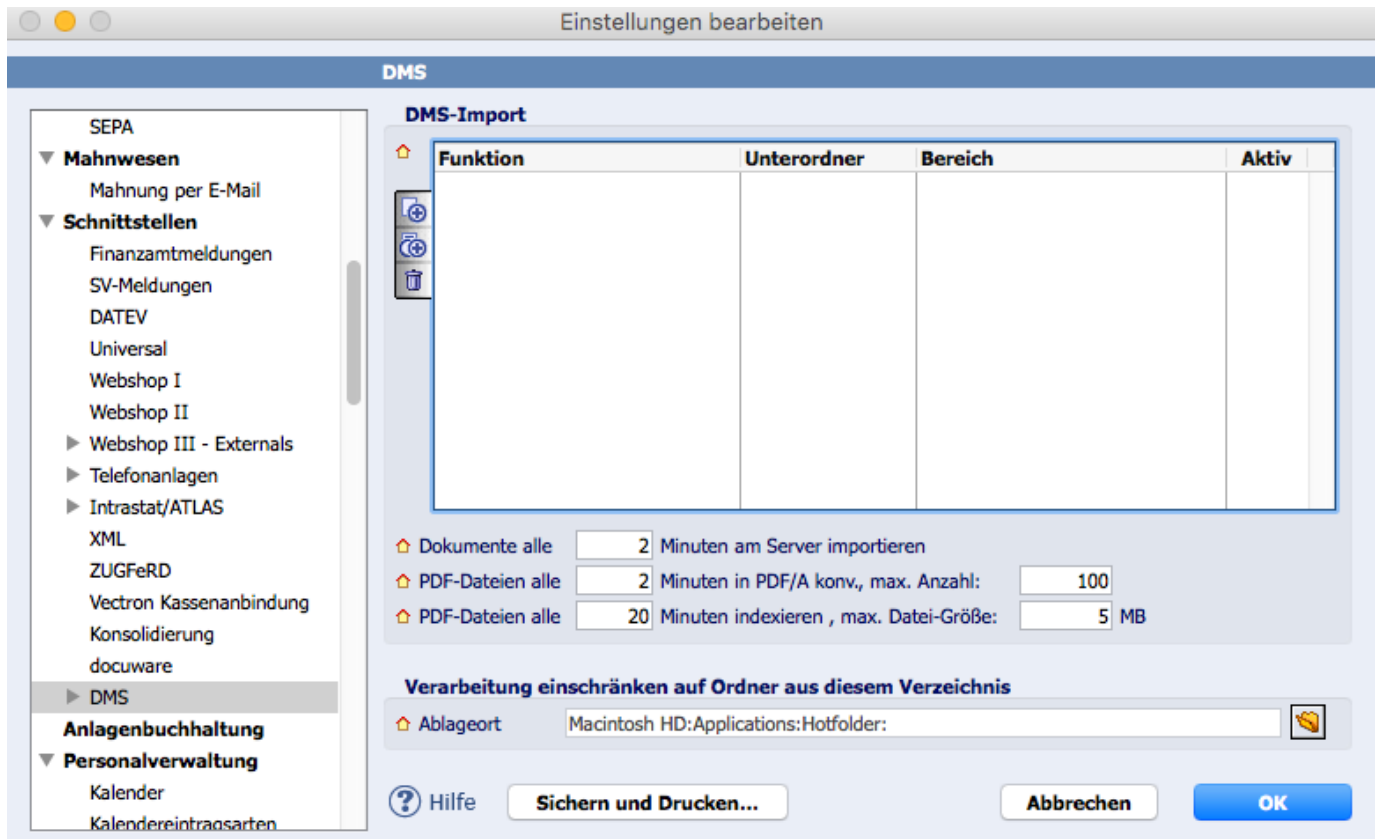 Einstellungen bearbeiten
DMS
SEPA
Mahnwesen
Mahnung per E-Mail
Schnittstellen
Finanzamtmeldungen
SV-Meldungen
DATEV
Universal
Webshop I
Webshop II
Webshop III - Externals
Telefonanlagen
Intrastat/ATLAS
XML
ZUGFeRD
Vectron Kassenanbindung
Konsolidierung
docuware
DMS
Anlagenbuchhaltung
Personalverwaltung
Kalender
Kalendereintragsarten
DMS-Import
Funktion Unterordner Bereich Aktiv
Dokumente alle 2 Minuten am Server importieren
PDF-Dateien alle 2 Minuten in PDF/A konv., max. Anzahl: 100
PDF-Dateien alle 20 Minuten indexieren , max. Datei-Größe: 5 MB
Verarbeitung einschränken auf Ordner aus diesem Verzeichnis
Ablageort Macintosh HD:Applications:Hotfolder:
? Hilfe Sichern und Drucken... Abbrechen OK